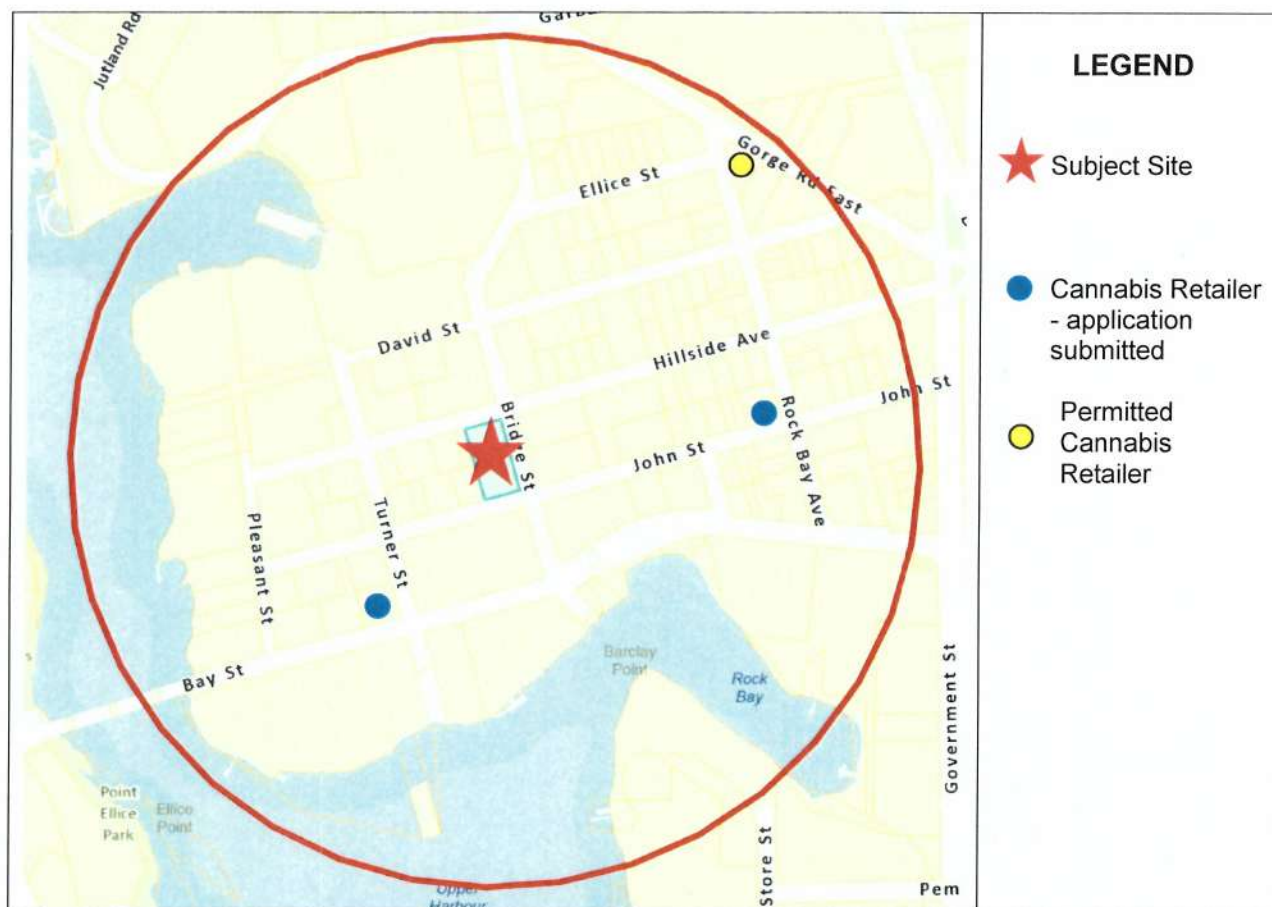 Jutland Rd
Gorge Rd East
Ellice St
David St
Hillside Ave
John St
Bridge St
John St
Rock Bay Ave
Turner St
Pleasant St
Bay St
Barclay
Point
Rock
Bay
Government St
Point
Ellice
Park
Ellice
Point
Upper
Harbour
Store St
Pem
LEGEND
Subject Site
Cannabis Retailer
- application
submitted
Permitted
Cannabis
Retailer